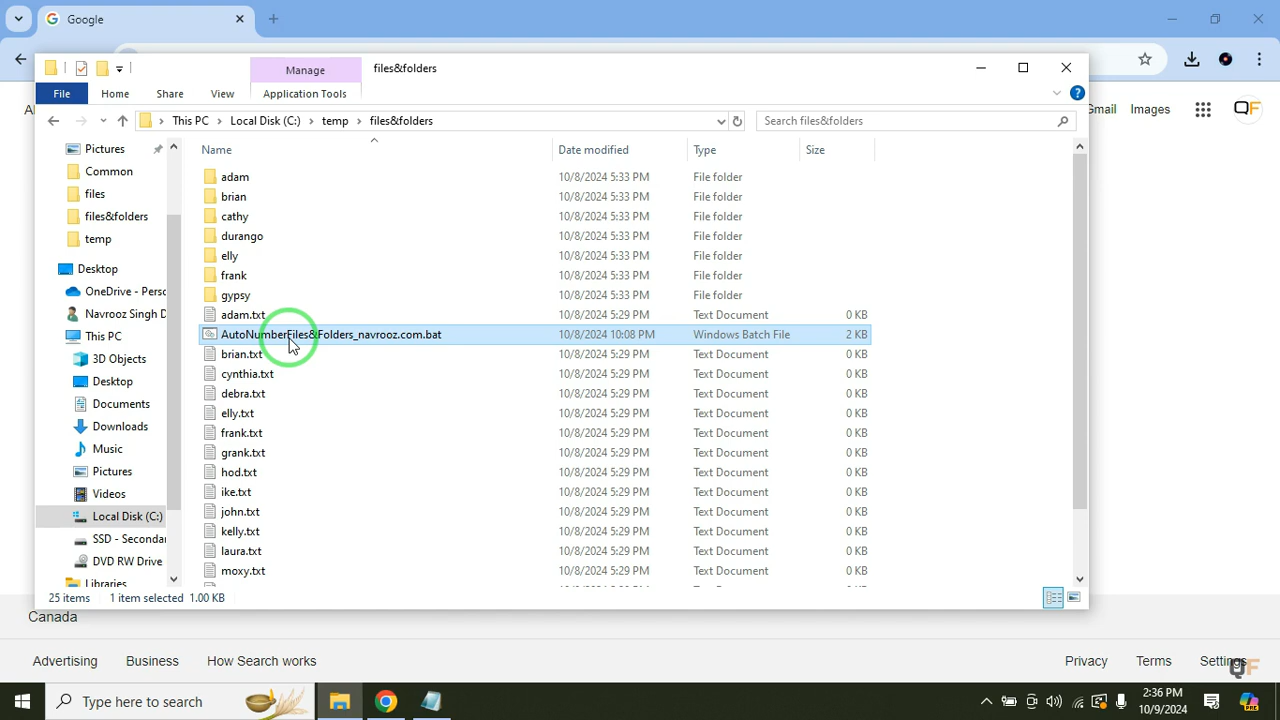 Google
Manage
files&folders
File
Home
Share
View
Application Tools
Gmail
Images
QF
This PC
Local Disk (C:)
temp
files&folders
Search files&folders
Name
Date modified
Type
Size
Pictures
Common
files
files&folders
temp
Desktop
OneDrive - Perso
Navrooz Singh D
This PC
3D Objects
Desktop
Documents
Downloads
Music
Pictures
Videos
Local Disk (C:)
SSD - Secondar
DVD RW Drive
Libraries
adam 10/8/2024 5:33 PM File folder
brian 10/8/2024 5:33 PM File folder
cathy 10/8/2024 5:33 PM File folder
durango 10/8/2024 5:33 PM File folder
elly 10/8/2024 5:33 PM File folder
frank 10/8/2024 5:33 PM File folder
gypsy 10/8/2024 5:33 PM File folder
adam.txt 10/8/2024 5:29 PM Text Document 0 KB
AutoNumberFiles&Folders_navrooz.com.bat 10/8/2024 10:08 PM Windows Batch File 2 KB
brian.txt 10/8/2024 5:29 PM Text Document 0 KB
cynthia.txt 10/8/2024 5:29 PM Text Document 0 KB
debra.txt 10/8/2024 5:29 PM Text Document 0 KB
elly.txt 10/8/2024 5:29 PM Text Document 0 KB
frank.txt 10/8/2024 5:29 PM Text Document 0 KB
grank.txt 10/8/2024 5:29 PM Text Document 0 KB
hod.txt 10/8/2024 5:29 PM Text Document 0 KB
ike.txt 10/8/2024 5:29 PM Text Document 0 KB
john.txt 10/8/2024 5:29 PM Text Document 0 KB
kelly.txt 10/8/2024 5:29 PM Text Document 0 KB
laura.txt 10/8/2024 5:29 PM Text Document 0 KB
moxy.txt 10/8/2024 5:29 PM Text Document 0 KB
25 items
1 item selected 1.00 KB
Canada
Advertising
Business
How Search works
Privacy
Terms
Settings
QF
Type here to search
2:36 PM
10/9/2024